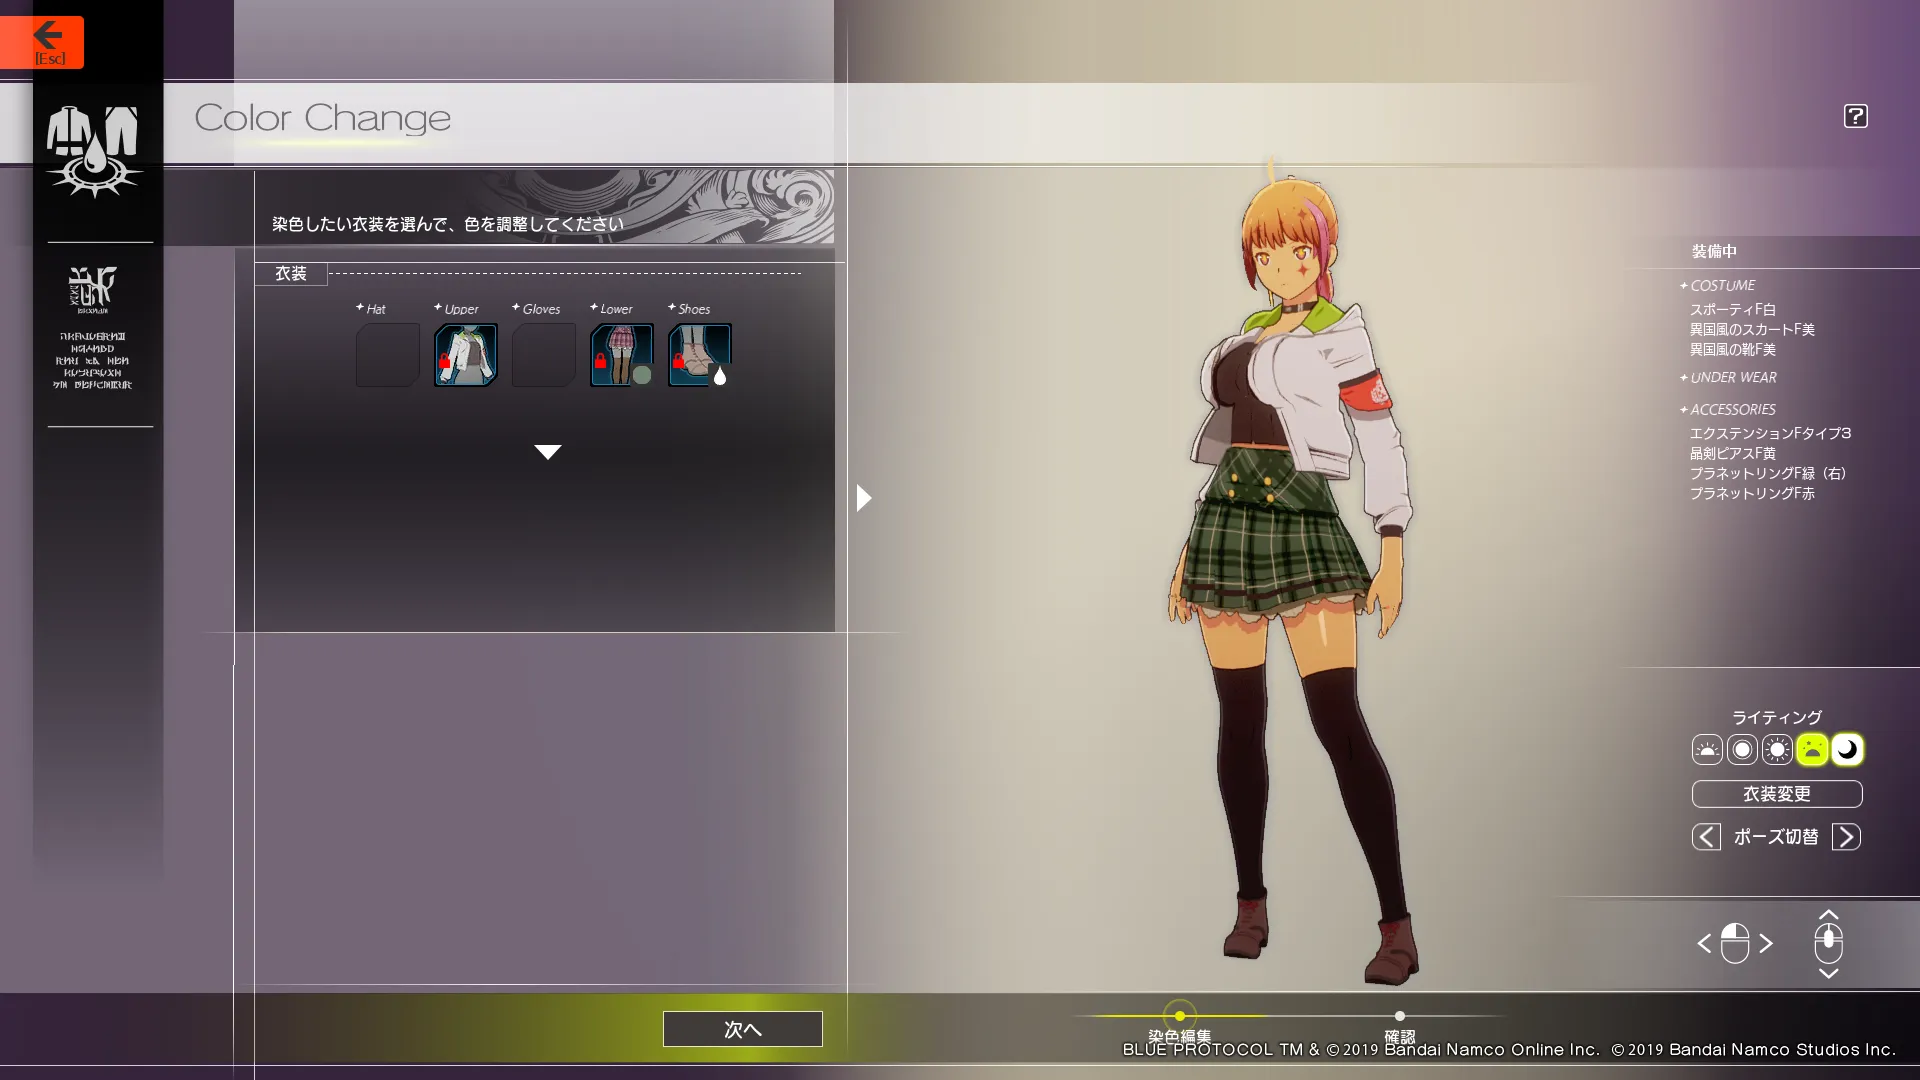 [Esc]
Color Change
?
染色したい衣装を選んで、色を調整してください
衣装
Hat
Upper
Gloves
Lower
Shoes
装備中
COSTUME
スポーティF白
異国風のスカートF美
異国風の靴F美
UNDER WEAR
ACCESSORIES
エクステンションFタイプ3
晶剣ピアスF黄
プラネットリングF緑（右）
プラネットリングF赤
ライティング
衣装変更
ポーズ切替
次へ
染色編集
確認
BLUE PROTOCOL TM & ©2019 Bandai Namco Online Inc. ©2019 Bandai Namco Studios Inc.